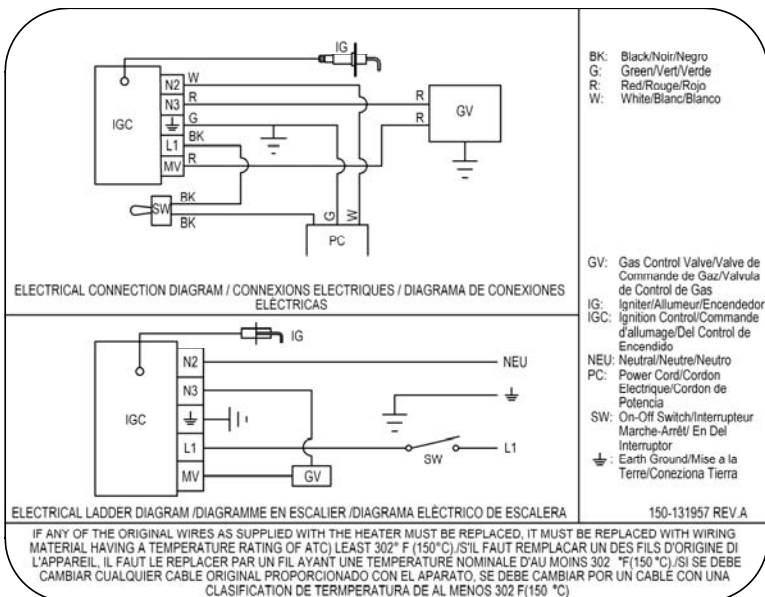 IG
N2 W
N3 R
G
IGC
L1 BK
MV R
R
R
GV
BK
SW
BK
G
W
PC
ELECTRICAL CONNECTION DIAGRAM / CONNEXIONS ELECTRIQUES / DIAGRAMA DE CONEXIONES
ELÈCTRICAS
IG
N2
NEU
N3
IGC
L1
SW
L1
MV
GV
ELECTRICAL LADDER DIAGRAM /DIAGRAMME EN ESCALIER /DIAGRAMA ELÈCTRICO DE ESCALERA
BK: Black/Noir/Negro
G: Green/Vert/Verde
R: Red/Rouge/Rojo
W: White/Blanc/Blanco
GV: Gas Control Valve/Valve de
Commande de Gaz/Valvula
de Control de Gas
IG: Igniter/Allumeur/Encendedor
IGC: Ignition Control/Commande
d'allumage/Del Control de
Encendido
NEU: Neutral/Neutre/Neutro
PC: Power Cord/Cordon
Electrique/Cordon de
Potencia
SW: On-Off Switch/Interrupteur
Marche-Arrêt/ En Del
Interruptor
: Earth Ground/Mise a la
Terre/Coneziona Tierra
150-131957 REV.A
IF ANY OF THE ORIGINAL WIRES AS SUPPLIED WITH THE HEATER MUST BE REPLACED, IT MUST BE REPLACED WITH WIRING
MATERIAL HAVING A TEMPERATURE RATING OF ATC) LEAST 302° F (150°C)./S'IL FAUT REMPLACAR UN DES FILS D'ORIGINE DI
L'APPAREIL, IL FAUT LE REPLACER PAR UN FIL AYANT UNE TEMPERATURE NOMINALE D'AU MOINS 302 °F(150 °C)./SI SE DEBE
CAMBIAR CUALQUIER CABLE ORIGINAL PROPORCIONADO CON EL APARATO, SE DEBE CAMBIAR POR UN CABLE CON UNA
CLASIFICATION DE TERMPERATURA DE AL MENOS 302 F(150 °C)